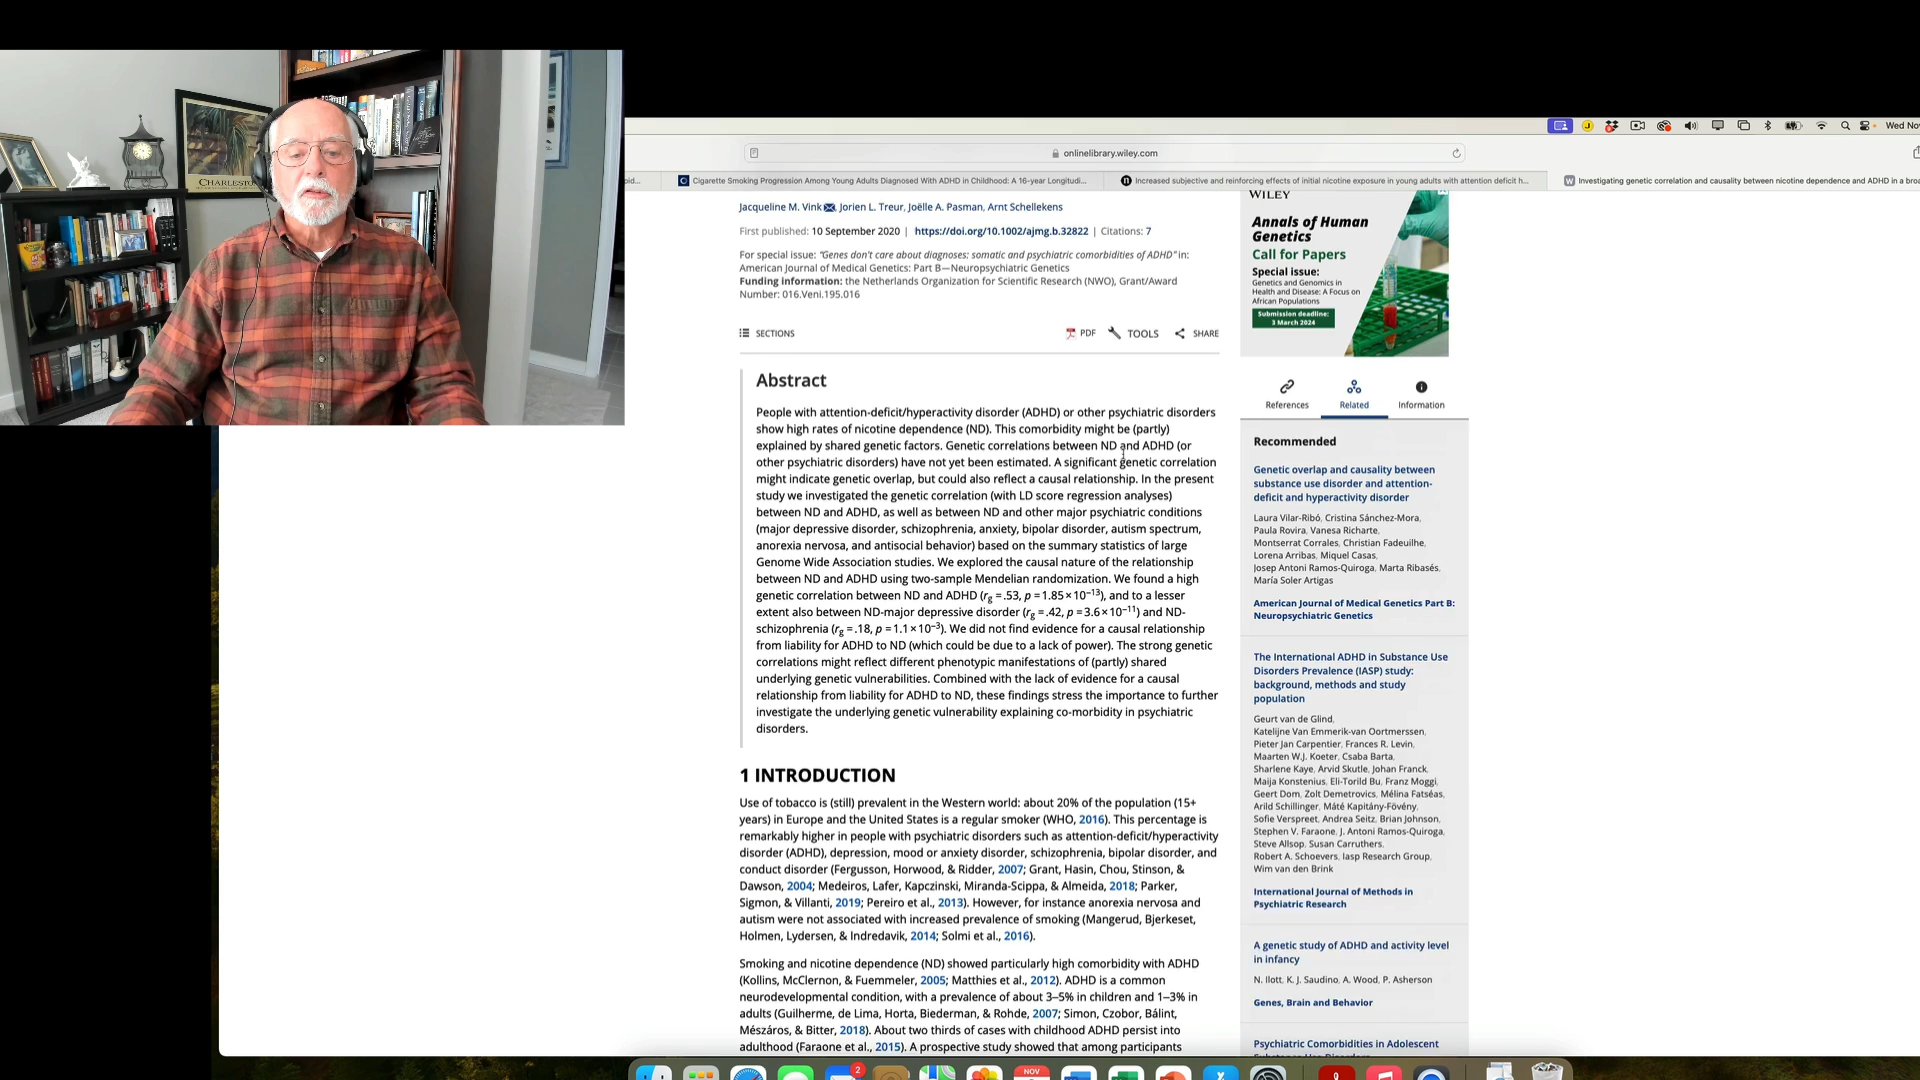 CHARLESTON
onlinelibrary.wiley.com
Wed No
Cigarette Smoking Progression Among Young Adults Diagnosed With ADHD in Childhood: A 16-year Longitudi...
Increased subjective and reinforcing effects of initial nicotine exposure in young adults with attention deficit h...
Investigating genetic correlation and causality between nicotine dependence and ADHD in a broa
Jacqueline M. Vink, Jorien L. Treur, Joëlle A. Pasman, Arnt Schellekens
First published: 10 September 2020 | https://doi.org/10.1002/ajmg.b.32822 | Citations: 7
For special issue: "Genes don't care about diagnoses: somatic and psychiatric comorbidities of ADHD" in:
American Journal of Medical Genetics: Part B—Neuropsychiatric Genetics
Funding information: the Netherlands Organization for Scientific Research (NWO), Grant/Award
Number: 016.Veni.195.016
SECTIONS
PDF TOOLS SHARE
Abstract
People with attention-deficit/hyperactivity disorder (ADHD) or other psychiatric disorders
show high rates of nicotine dependence (ND). This comorbidity might be (partly)
explained by shared genetic factors. Genetic correlations between ND and ADHD (or
other psychiatric disorders) have not yet been estimated. A significant genetic correlation
might indicate genetic overlap, but could also reflect a causal relationship. In the present
study we investigated the genetic correlation (with LD score regression analyses)
between ND and ADHD, as well as between ND and other major psychiatric conditions
(major depressive disorder, schizophrenia, anxiety, bipolar disorder, autism spectrum,
anorexia nervosa, and antisocial behavior) based on the summary statistics of large
Genome Wide Association studies. We explored the causal nature of the relationship
between ND and ADHD using two-sample Mendelian randomization. We found a high
genetic correlation between ND and ADHD (rg = .53, p = 1.85 × 10−13), and to a lesser
extent also between ND-major depressive disorder (rg = .42, p = 3.6 × 10−11) and ND-
schizophrenia (rg = .18, p = 1.1 × 10−3). We did not find evidence for a causal relationship
from liability for ADHD to ND (which could be due to a lack of power). The strong genetic
correlations might reflect different phenotypic manifestations of (partly) shared
underlying genetic vulnerabilities. Combined with the lack of evidence for a causal
relationship from liability for ADHD to ND, these findings stress the importance to further
investigate the underlying genetic vulnerability explaining co-morbidity in psychiatric
disorders.
1 INTRODUCTION
Use of tobacco is (still) prevalent in the Western world: about 20% of the population (15+
years) in Europe and the United States is a regular smoker (WHO, 2016). This percentage is
remarkably higher in people with psychiatric disorders such as attention-deficit/hyperactivity
disorder (ADHD), depression, mood or anxiety disorder, schizophrenia, bipolar disorder, and
conduct disorder (Fergusson, Horwood, & Ridder, 2007; Grant, Hasin, Chou, Stinson, &
Dawson, 2004; Medeiros, Lafer, Kapczinski, Miranda-Scippa, & Almeida, 2018; Parker,
Sigmon, & Villanti, 2019; Pereiro et al., 2013). However, for instance anorexia nervosa and
autism were not associated with increased prevalence of smoking (Mangerud, Bjerkeset,
Holmen, Lydersen, & Indredavik, 2014; Solmi et al., 2016).
Smoking and nicotine dependence (ND) showed particularly high comorbidity with ADHD
(Kollins, McClernon, & Fuemmeler, 2005; Matthies et al., 2012). ADHD is a common
neurodevelopmental condition, with a prevalence of about 3–5% in children and 1–3% in
adults (Guilherme, de Lima, Horta, Biederman, & Rohde, 2007; Simon, Czobor, Bálint,
Mészáros, & Bitter, 2018). About two thirds of cases with childhood ADHD persist into
adulthood (Faraone et al., 2015). A prospective study showed that among participants
WILEY
Annals of Human
Genetics
Call for Papers
Special issue:
Genetics and Genomics in
Health and Disease: A Focus on
African Populations
Submission deadline:
3 March 2024
References
Related
Information
Recommended
Genetic overlap and causality between
substance use disorder and attention-
deficit and hyperactivity disorder
Laura Vilar-Ribó, Cristina Sánchez-Mora,
Paula Rovira, Vanesa Richarte,
Montserrat Corrales, Christian Fadeuilhe,
Lorena Arribas, Miquel Casas,
Josep Antoni Ramos-Quiroga, Marta Ribasés,
María Soler Artigas
American Journal of Medical Genetics Part B:
Neuropsychiatric Genetics
The International ADHD in Substance Use
Disorders Prevalence (IASP) study:
background, methods and study
population
Geurt van de Glind,
Katelijne Van Emmerik-van Oortmerssen,
Pieter Jan Carpentier, Frances R. Levin,
Maarten W.J. Koeter, Csaba Barta,
Sharlene Kaye, Arvid Skutle, Johan Franck,
Maija Konstenius, Eli-Torild Bu, Franz Moggi,
Geert Dom, Zolt Demetrovics, Mélina Fatséas,
Arild Schillinger, Máté Kapitány-Fövény,
Sofie Verspreet, Andrea Seitz, Brian Johnson,
Stephen V. Faraone, J. Antoni Ramos-Quiroga,
Steve Allsop, Susan Carruthers,
Robert A. Schoevers, Iasp Research Group,
Wim van den Brink
International Journal of Methods in
Psychiatric Research
A genetic study of ADHD and activity level
in infancy
N. Ilott, K. J. Saudino, A. Wood, P. Asherson
Genes, Brain and Behavior
Psychiatric Comorbidities in Adolescent
2
NOV